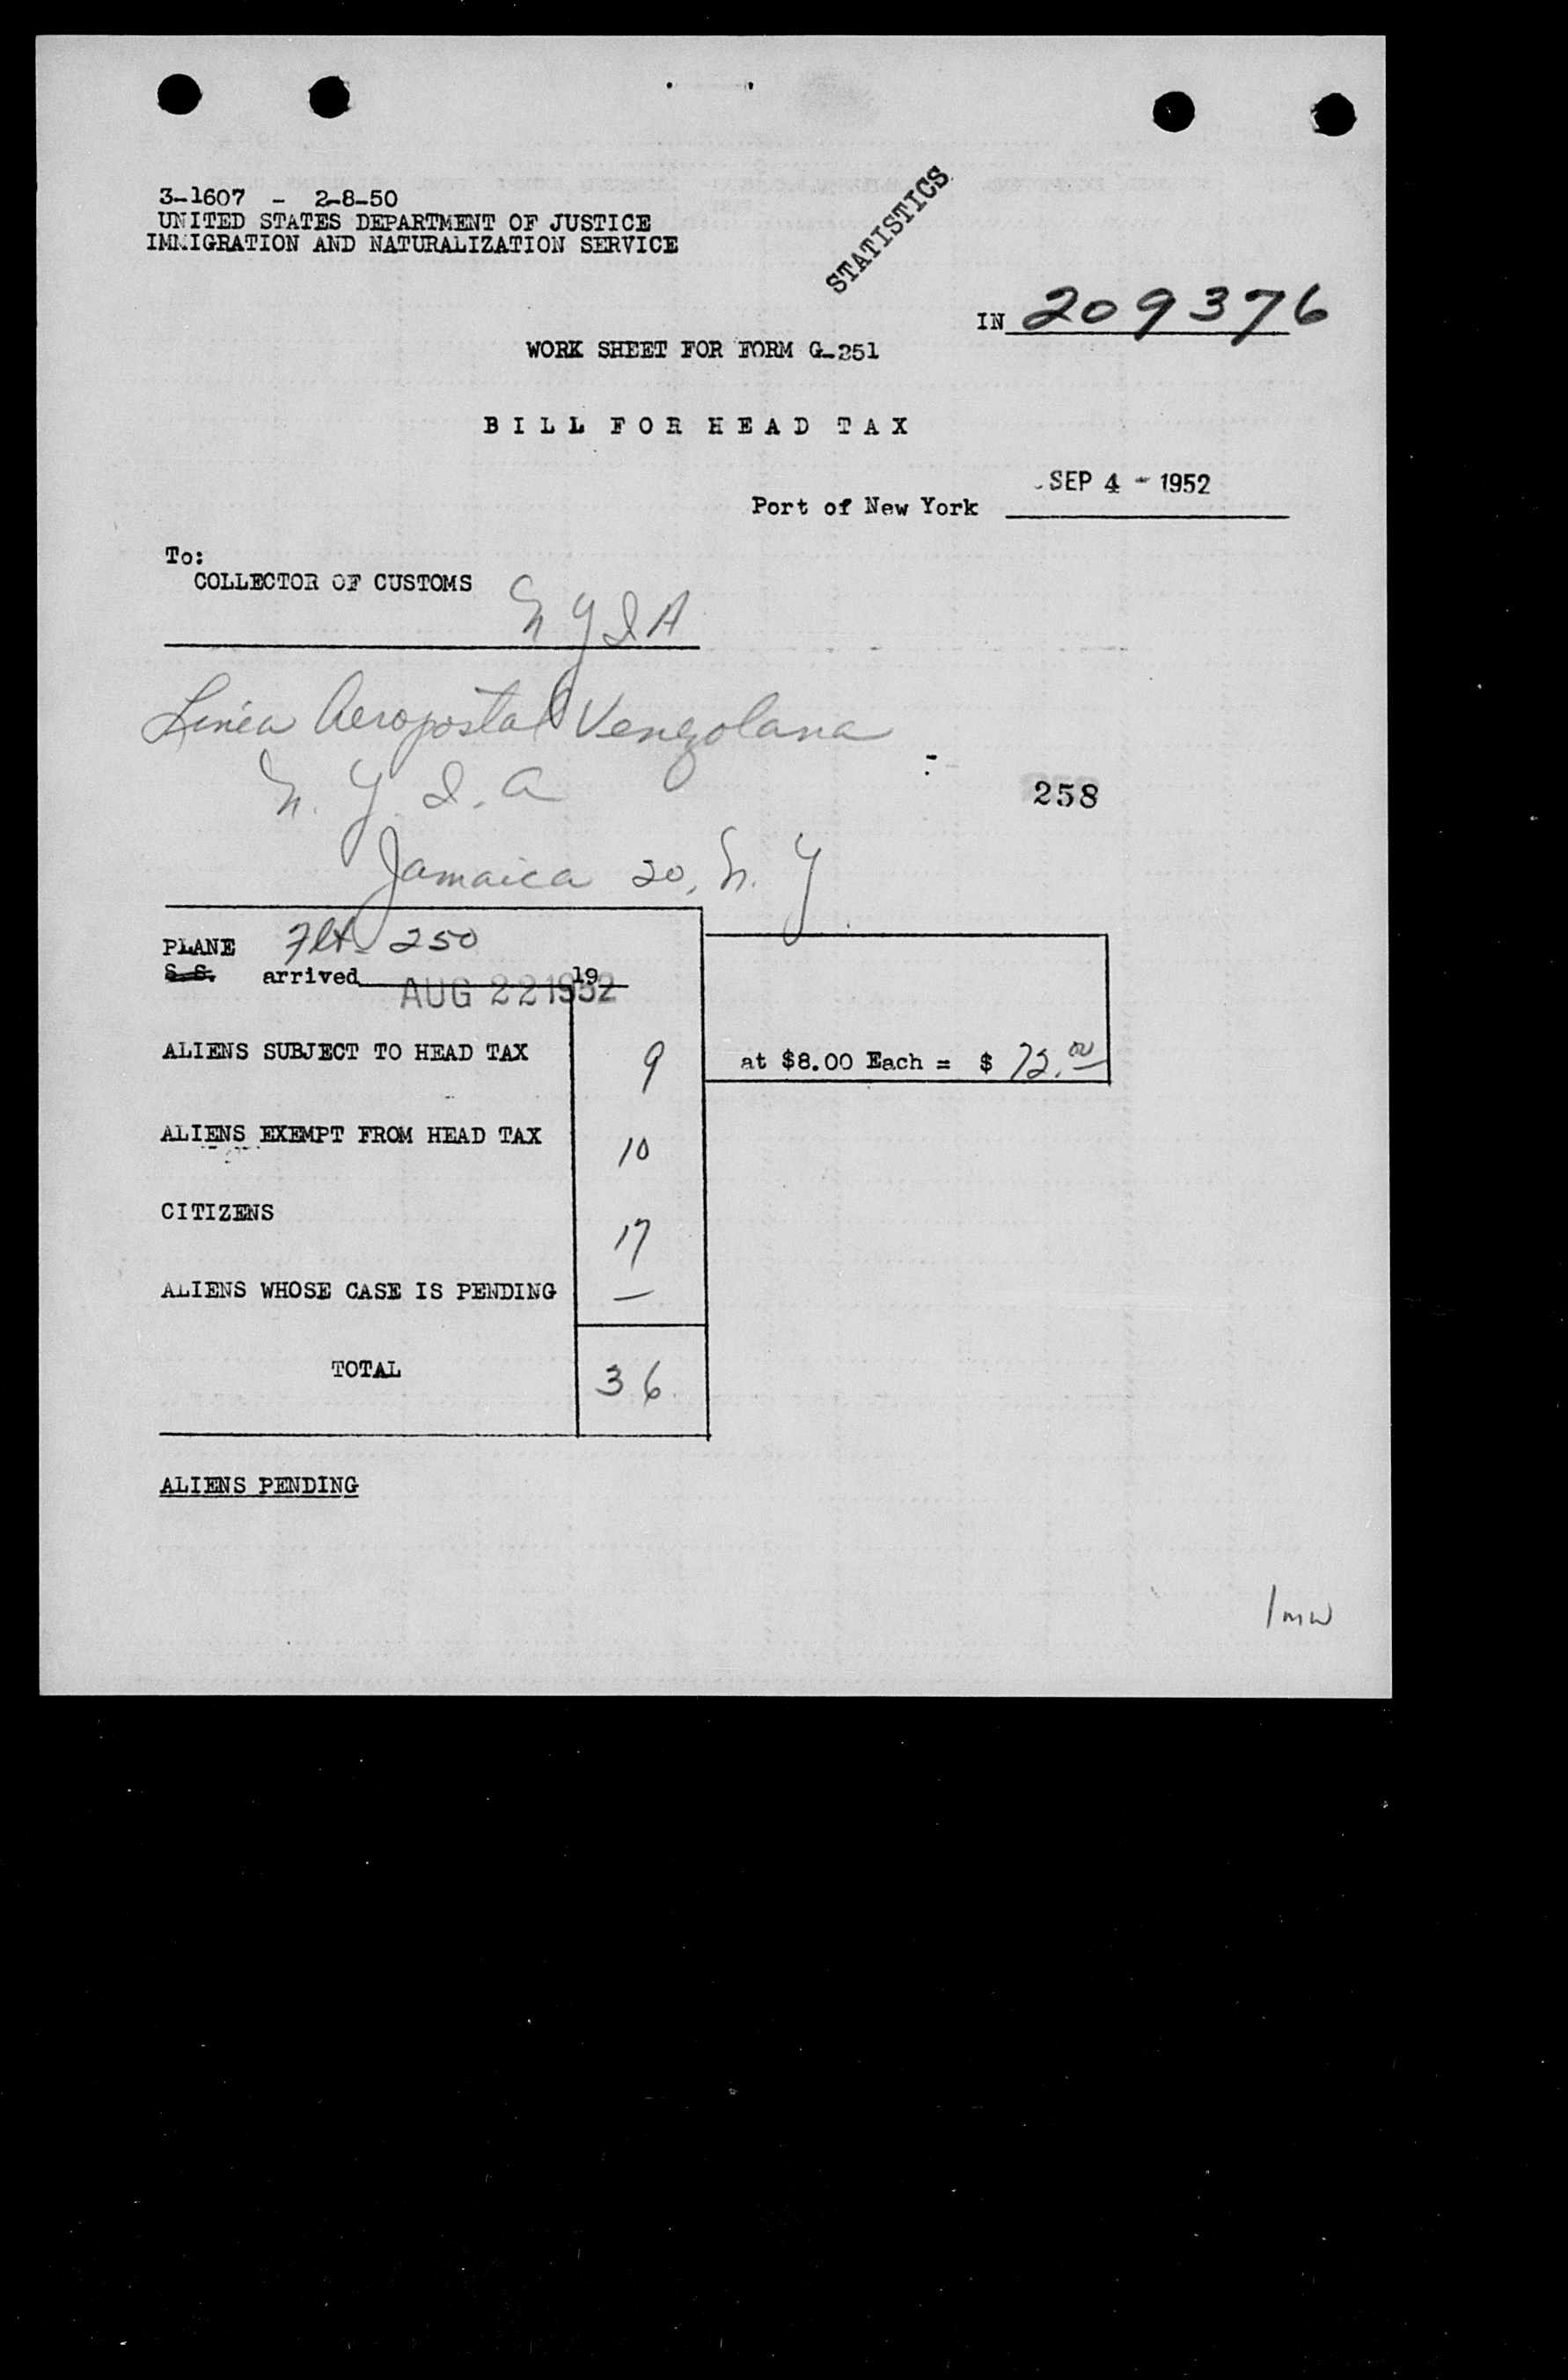 3-1607 - 2-8-50
UNITED STATES DEPARTMENT OF JUSTICE
IMMIGRATION AND NATURALIZATION SERVICE
STATISTICS
IN 209376
WORK SHEET FOR FORM G-251
BILL FOR HEAD TAX
SEP 4 - 1952
Port of New York
To:
COLLECTOR OF CUSTOMS
N Y I A
Linea Aeropostal Venezolana
N. Y. I. A
258
Jamaica 20, N. Y.
PLANE Flt. 250
S.S. arrived 19
AUG 22 1952
ALIENS SUBJECT TO HEAD TAX 9 at $8.00 Each = $ 72.00
ALIENS EXEMPT FROM HEAD TAX 10
CITIZENS 17
ALIENS WHOSE CASE IS PENDING —
TOTAL 36
ALIENS PENDING
1mw